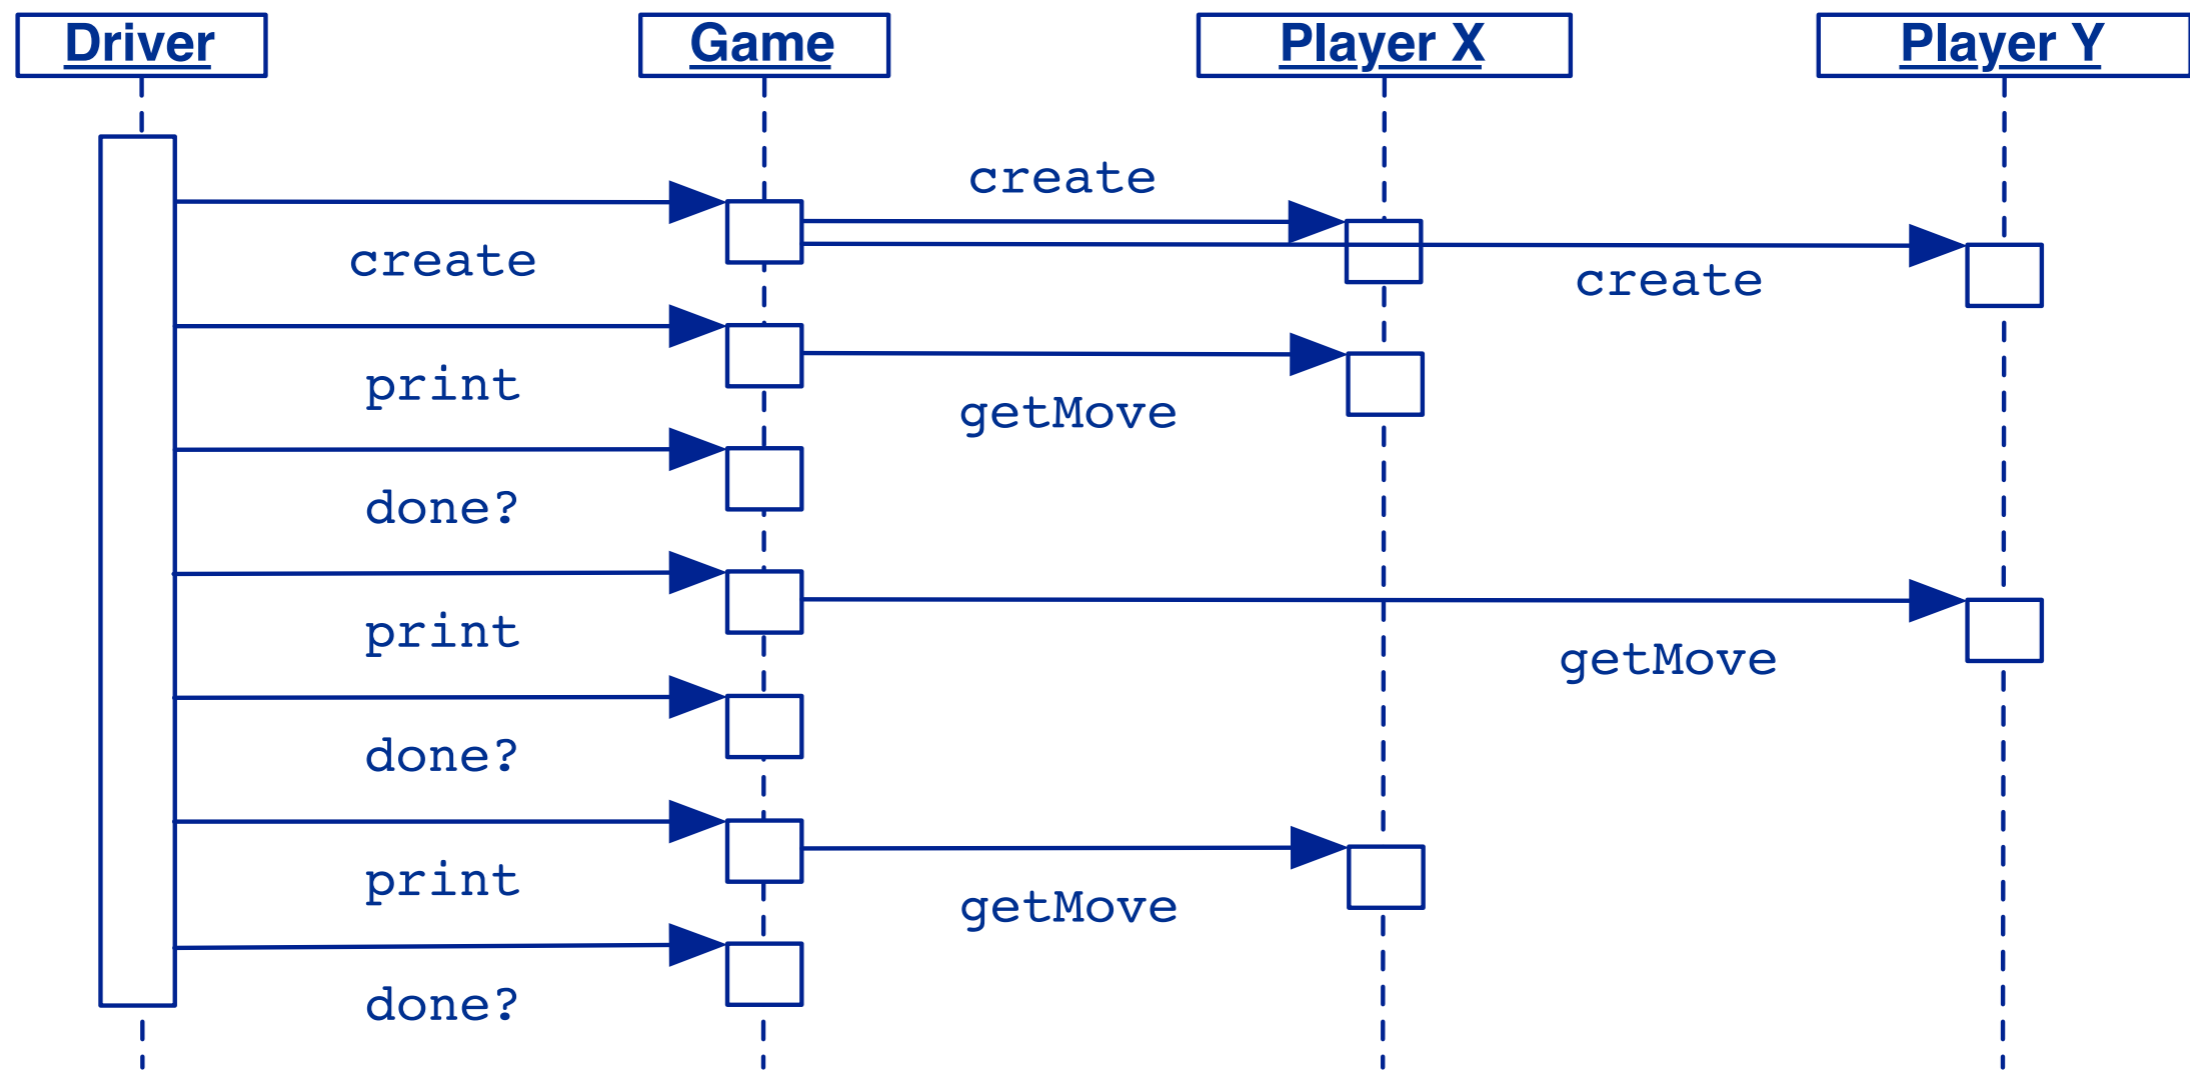 Driver
Game
Player X
Player Y
create
create
create
print
getMove
done?
print
getMove
done?
print
getMove
done?